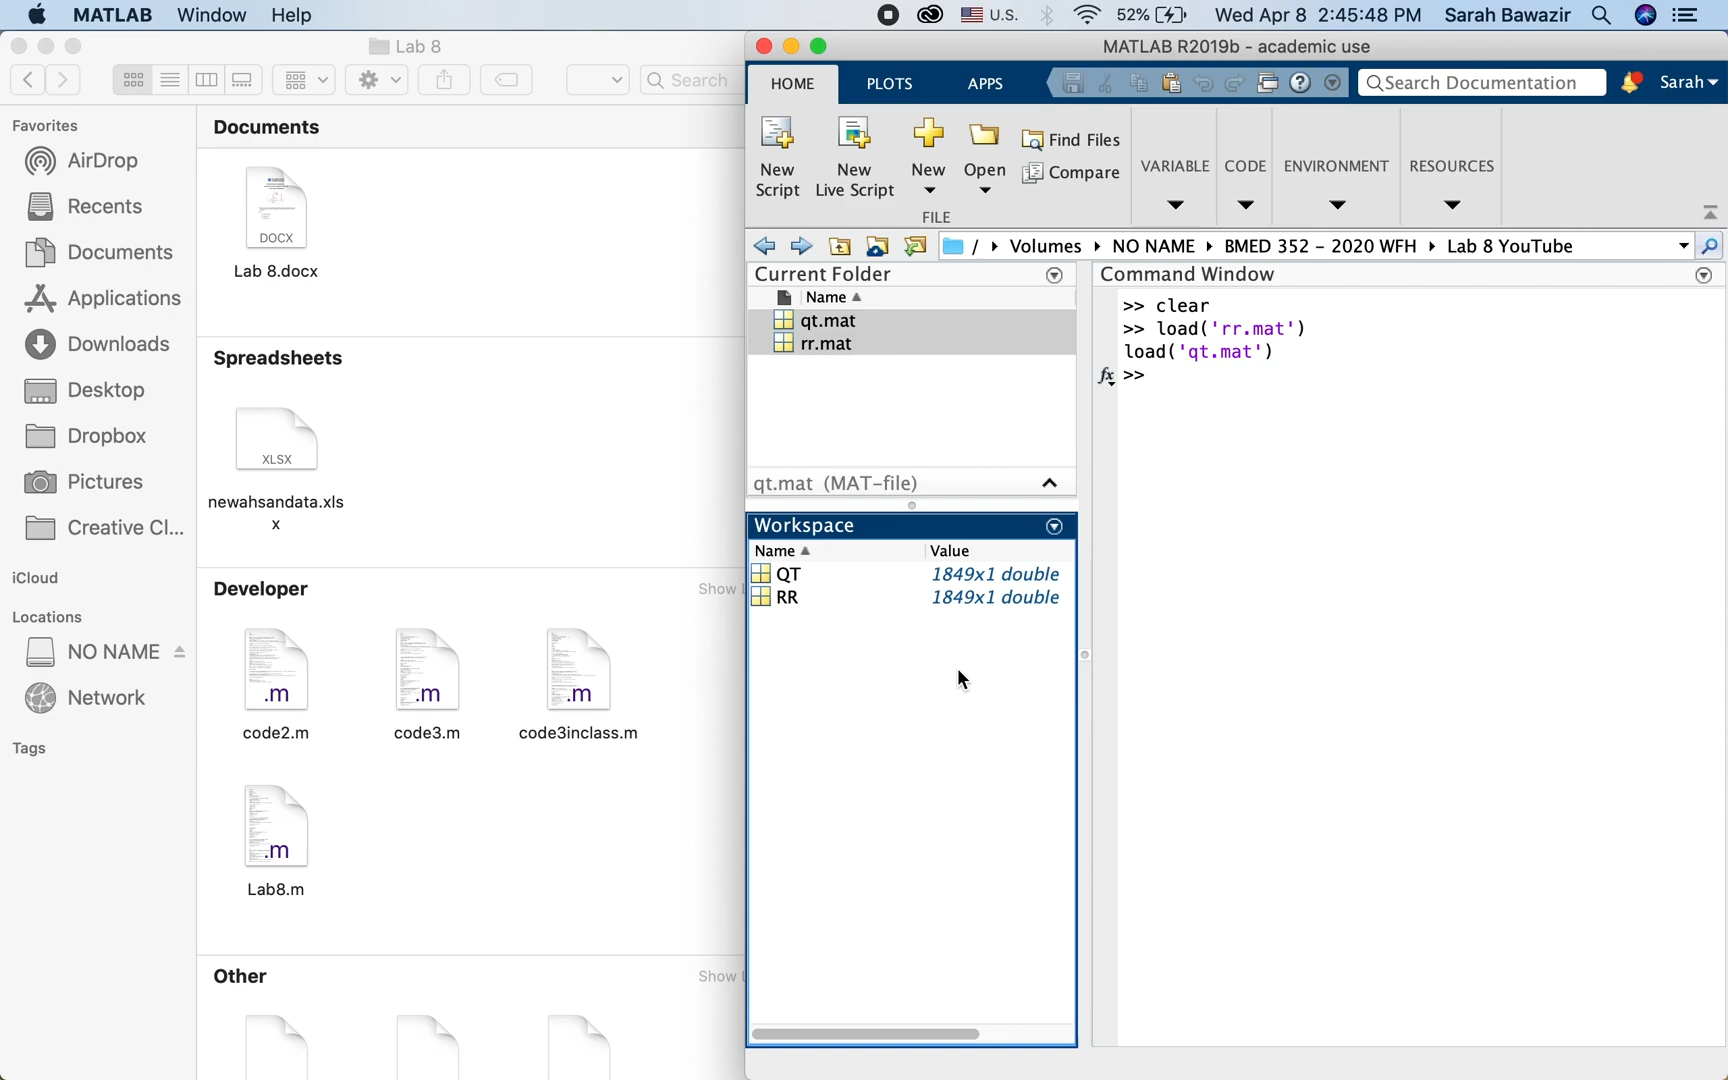 MATLAB Window Help U.S. 52% Wed Apr 8 2:45:48 PM Sarah Bawazir
Lab 8
Search
Favorites
AirDrop
Recents
Documents
Applications
Downloads
Desktop
Dropbox
Pictures
Creative Cl...
iCloud
Locations
NO NAME
Network
Tags
Documents
DOCX
Lab 8.docx
Spreadsheets
XLSX
newahsandata.xls
x
Developer Show
.m .m .m
code2.m code3.m code3inclass.m
.m
Lab8.m
Other Show
MATLAB R2019b - academic use
HOME PLOTS APPS Search Documentation Sarah
New
Script
New
Live Script
New
Open
Find Files
Compare
FILE
VARIABLE CODE ENVIRONMENT RESOURCES
/ Volumes NO NAME BMED 352 - 2020 WFH Lab 8 YouTube
Current Folder
Name
qt.mat
rr.mat
qt.mat (MAT-file)
Workspace
Name Value
QT 1849x1 double
RR 1849x1 double
Command Window
>> clear
>> load('rr.mat')
load('qt.mat')
fx >>